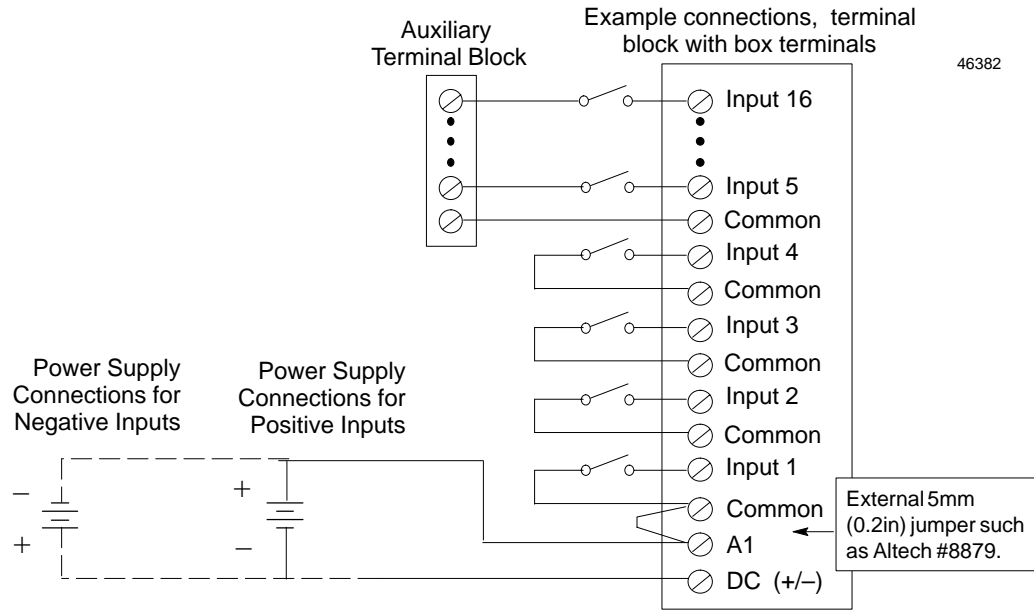 Example connections, terminal
block with box terminals
Auxiliary
Terminal Block
46382
Input 16
Input 5
Common
Input 4
Common
Input 3
Common
Input 2
Common
Input 1
Common
A1
DC (+/–)
External 5mm
(0.2in) jumper such
as Altech #8879.
Power Supply
Connections for
Negative Inputs
Power Supply
Connections for
Positive Inputs
–
+
+
–